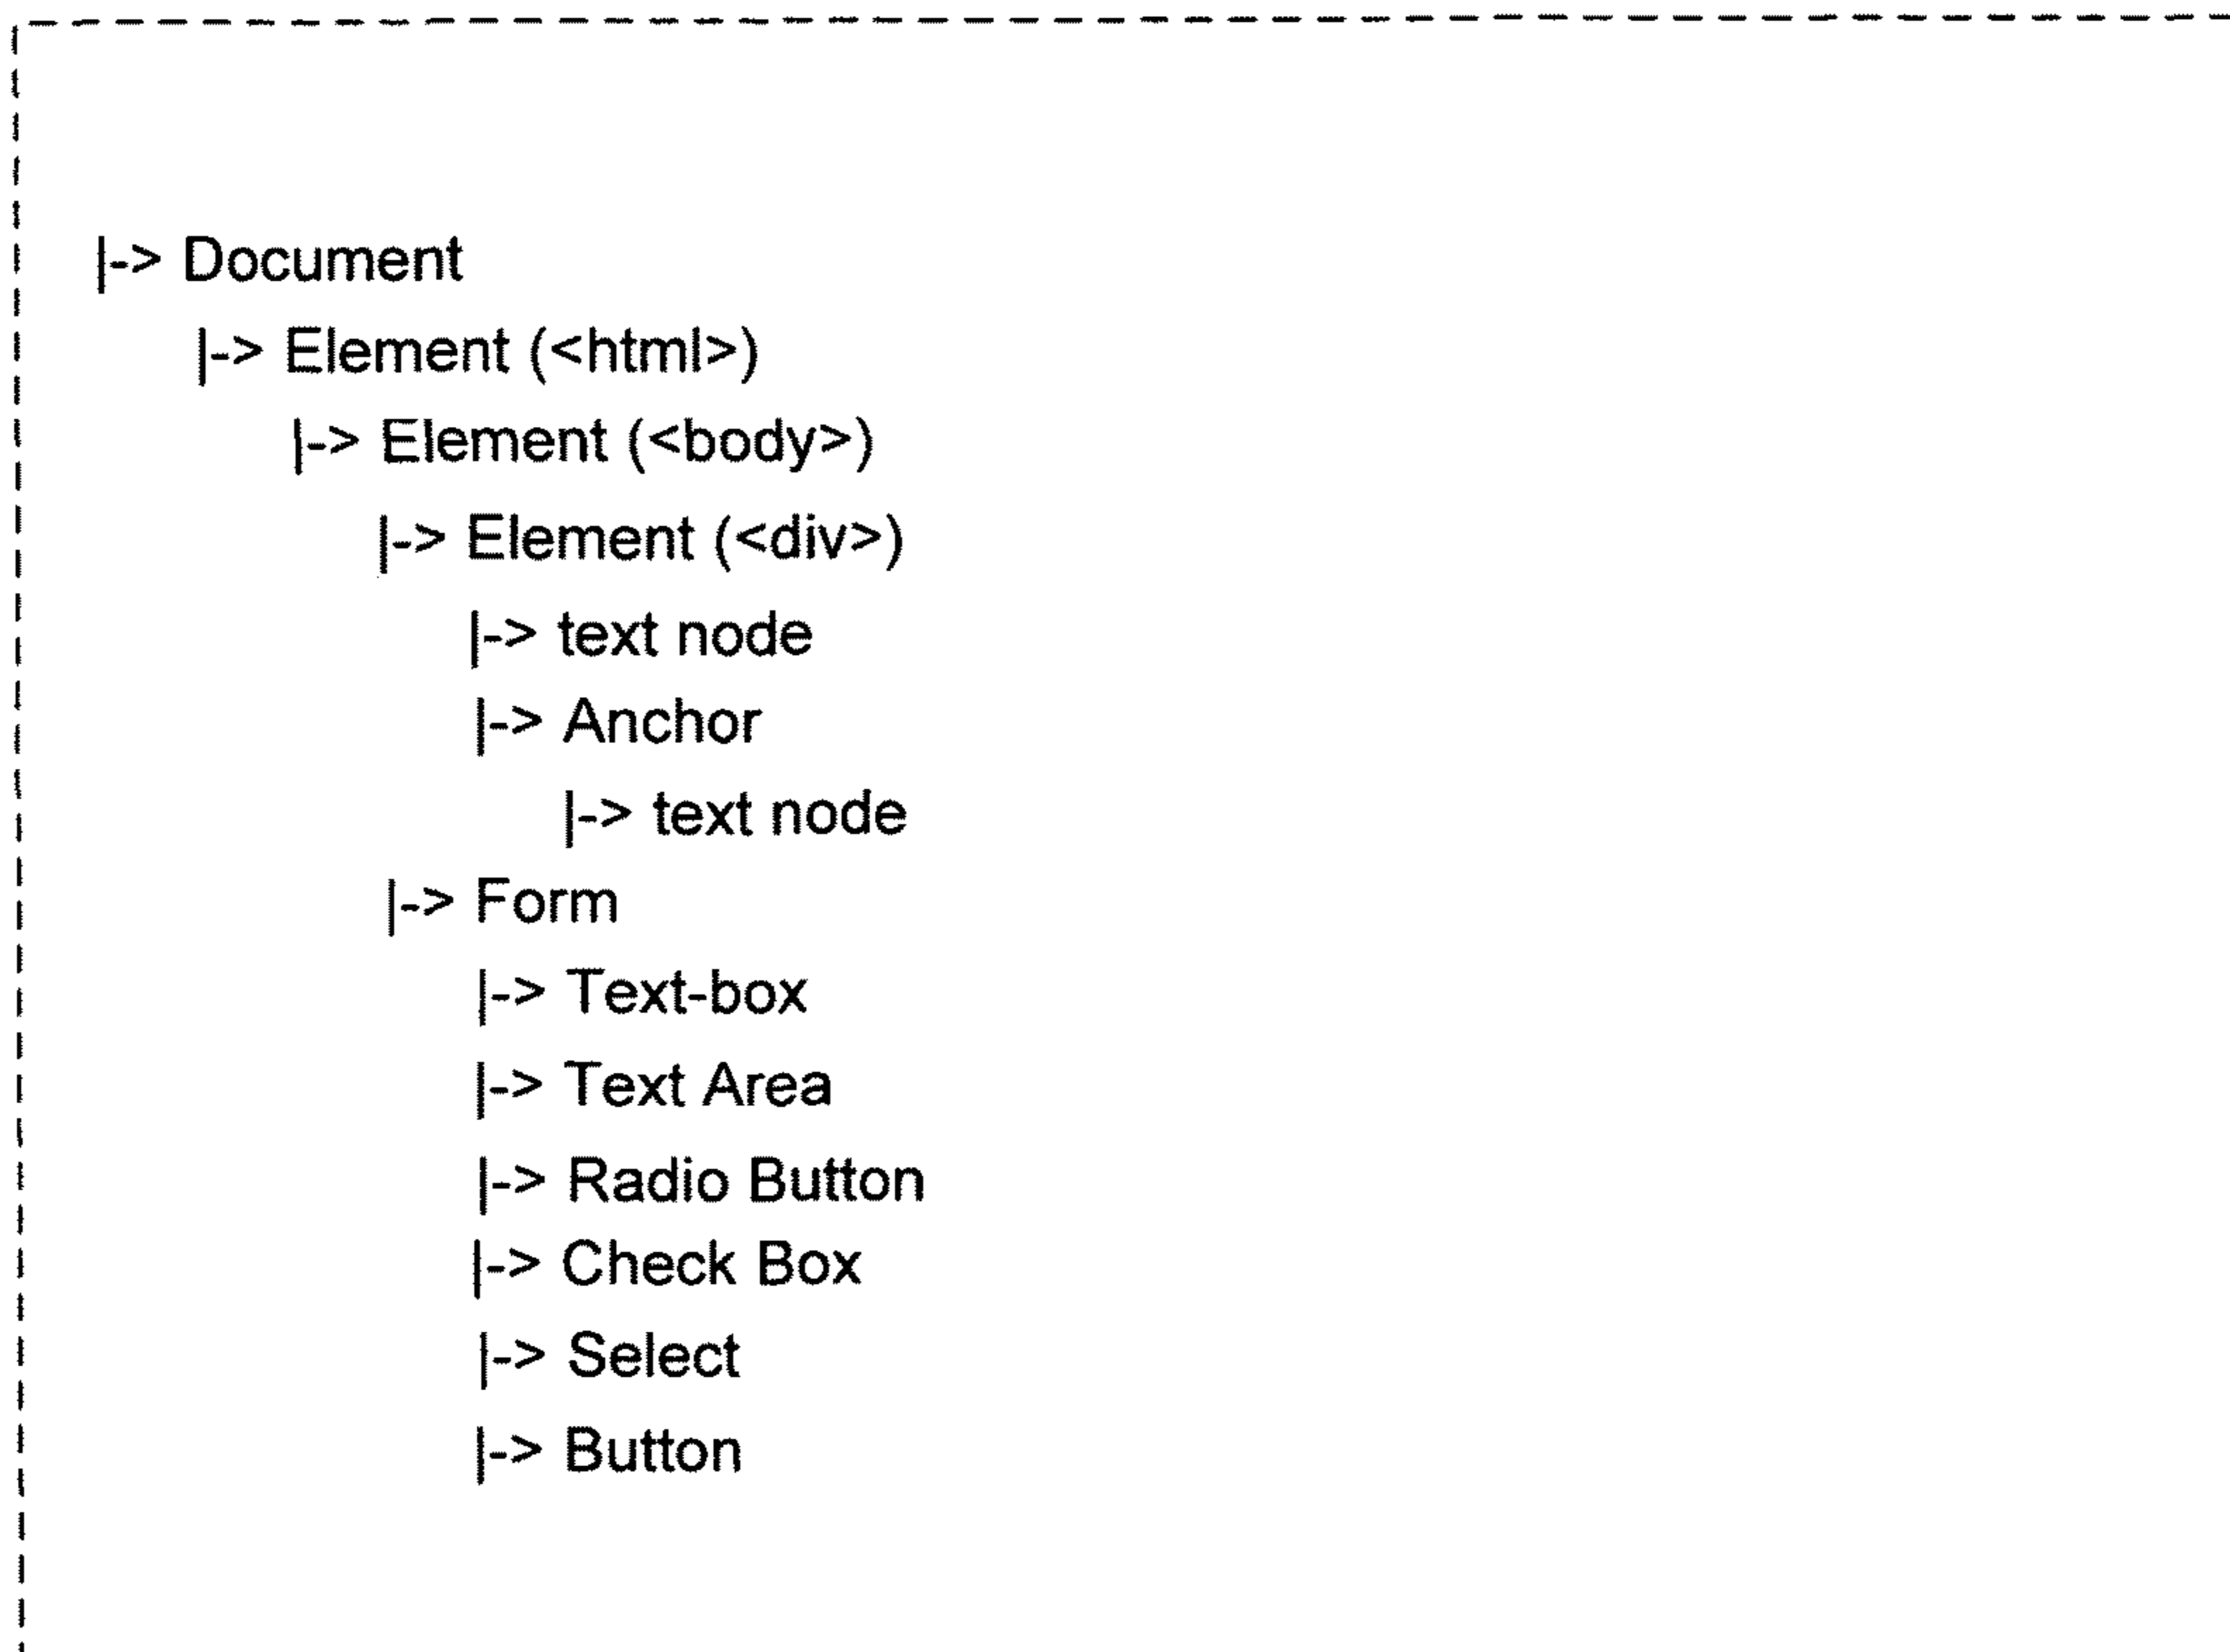 |-> Document
|-> Element (<html>)
|-> Element (<body>)
|-> Element (<div>)
|-> text node
|-> Anchor
|-> text node
|-> Form
|-> Text-box
|-> Text Area
|-> Radio Button
|-> Check Box
|-> Select
|-> Button